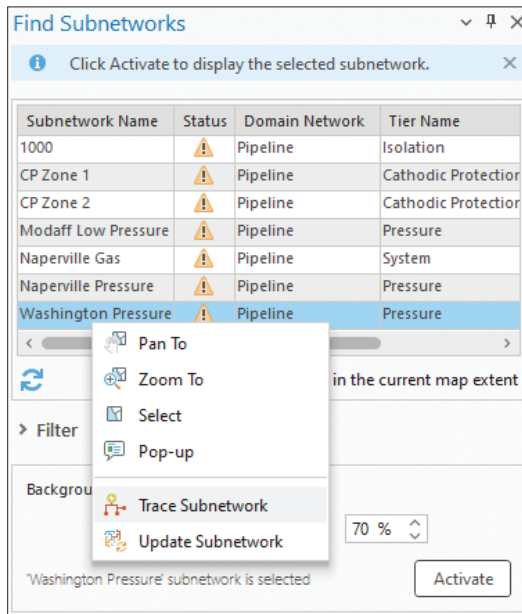 Find Subnetworks
Click Activate to display the selected subnetwork.
Subnetwork Name Status Domain Network Tier Name
1000 Pipeline Isolation
CP Zone 1 Pipeline Cathodic Protection
CP Zone 2 Pipeline Cathodic Protection
Modaff Low Pressure Pipeline Pressure
Naperville Gas Pipeline System
Naperville Pressure Pipeline Pressure
Washington Pressure Pipeline Pressure
Pan To
Zoom To
in the current map extent
Select
Filter
Pop-up
Backgrou
Trace Subnetwork
70 %
Update Subnetwork
'Washington Pressure' subnetwork is selected
Activate